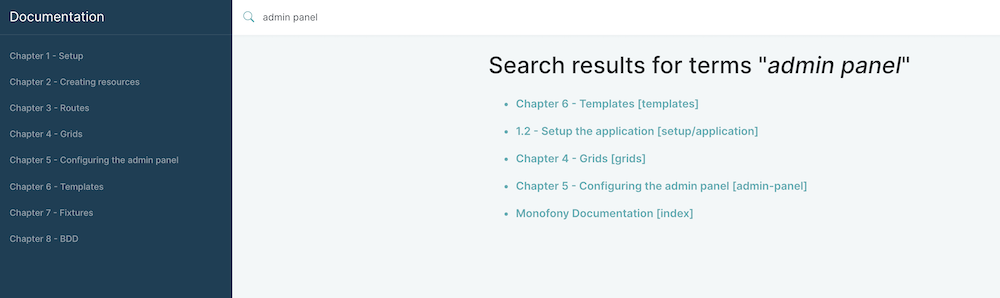 Documentation
Chapter 1 - Setup
Chapter 2 - Creating resources
Chapter 3 - Routes
Chapter 4 - Grids
Chapter 5 - Configuring the admin panel
Chapter 6 - Templates
Chapter 7 - Fixtures
Chapter 8 - BDD
admin panel
Search results for terms "admin panel"
Chapter 6 - Templates [templates]
1.2 - Setup the application [setup/application]
Chapter 4 - Grids [grids]
Chapter 5 - Configuring the admin panel [admin-panel]
Monofony Documentation [index]